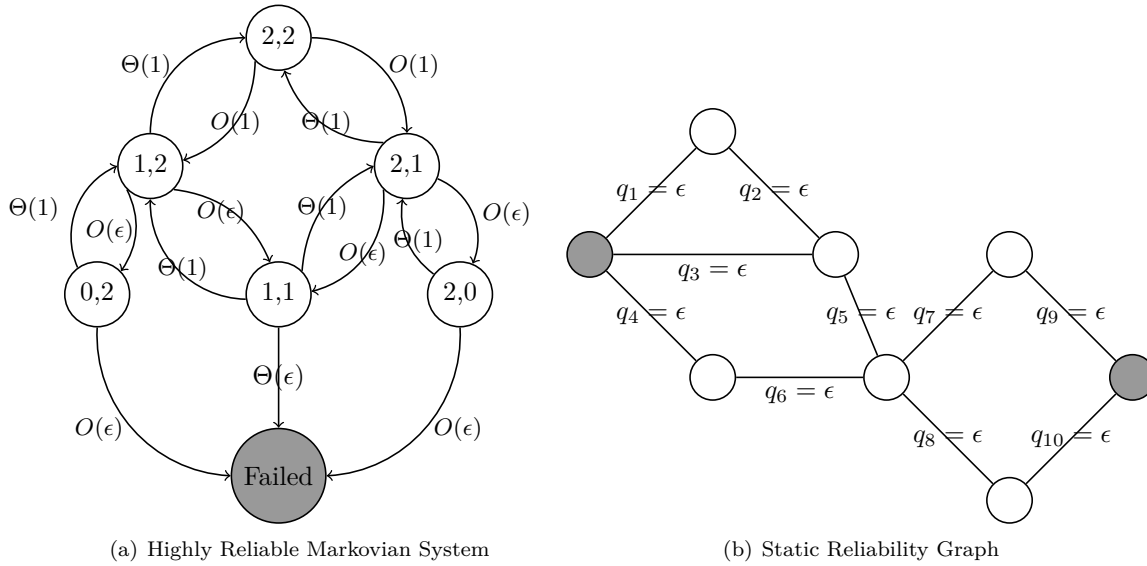 2,2
Θ(1)
O(1)
O(1)
Θ(1)
1,2
2,1
Θ(1)
O(ϵ)
O(ϵ)
Θ(1)
O(ϵ)
O(ϵ)
Θ(1)
Θ(1)
0,2
1,1
2,0
Θ(ϵ)
O(ϵ)
O(ϵ)
Failed
(a) Highly Reliable Markovian System
q1 = ϵ
q2 = ϵ
q3 = ϵ
q4 = ϵ
q5 = ϵ
q7 = ϵ
q9 = ϵ
q6 = ϵ
q8 = ϵ
q10 = ϵ
(b) Static Reliability Graph